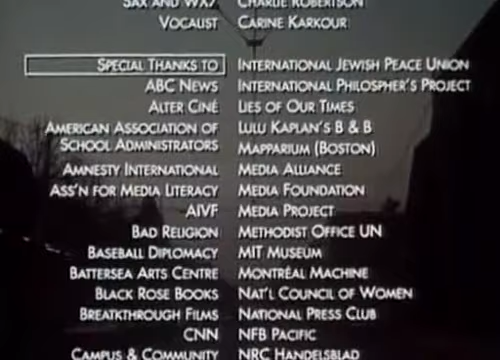 SAX AND WX7 CHARLIE ROBERTSON
VOCALIST CARINE KARKOUR
SPECIAL THANKS TO INTERNATIONAL JEWISH PEACE UNION
ABC NEWS INTERNATIONAL PHILOSPHER'S PROJECT
ALTER CINÉ LIES OF OUR TIMES
AMERICAN ASSOCIATION OF LULU KAPLAN'S B & B
SCHOOL ADMINISTRATORS MAPPARIUM (BOSTON)
AMNESTY INTERNATIONAL MEDIA ALLIANCE
ASS'N FOR MEDIA LITERACY MEDIA FOUNDATION
AIVF MEDIA PROJECT
BAD RELIGION METHODIST OFFICE UN
BASEBALL DIPLOMACY MIT MUSEUM
BATTERSEA ARTS CENTRE MONTRÉAL MACHINE
BLACK ROSE BOOKS NAT'L COUNCIL OF WOMEN
BREAKTHROUGH FILMS NATIONAL PRESS CLUB
CNN NFB PACIFIC
CAMPUS & COMMUNITY NRC HANDELSBLAD